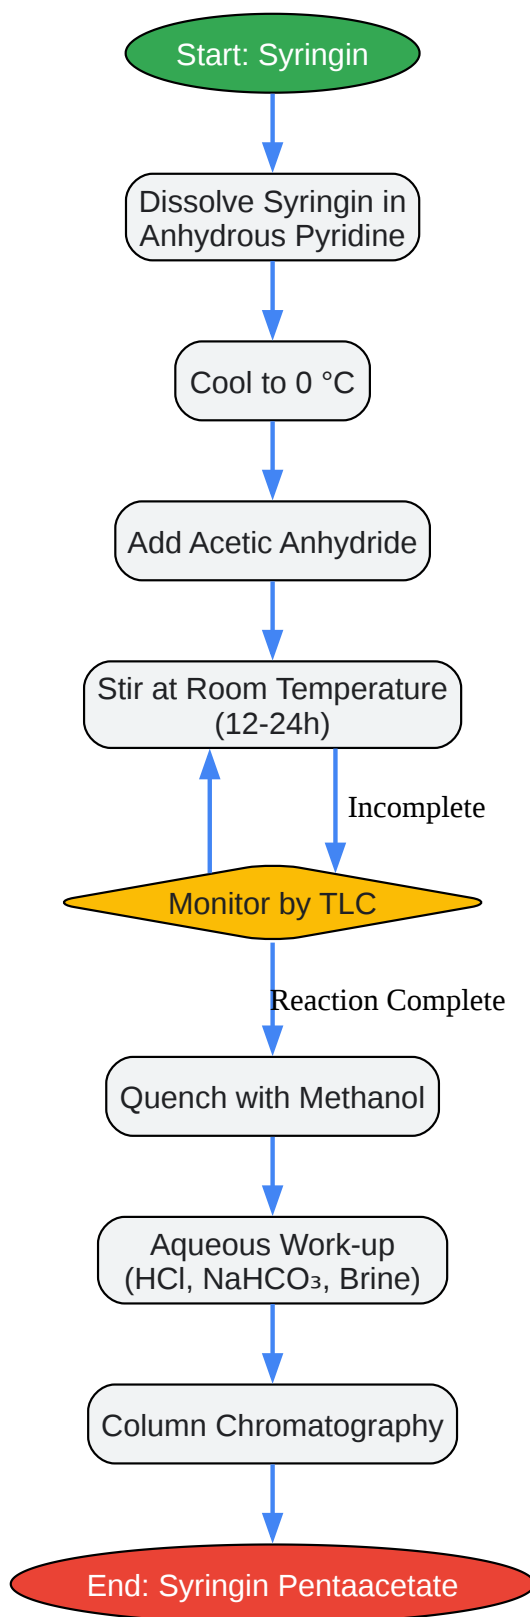 Start: Syringin
Dissolve Syringin in
Anhydrous Pyridine
Cool to 0 °C
Add Acetic Anhydride
Stir at Room Temperature
(12-24h)
Incomplete
Monitor by TLC
Reaction Complete
Quench with Methanol
Aqueous Work-up
(HCl, NaHCO₃, Brine)
Column Chromatography
End: Syringin Pentaacetate